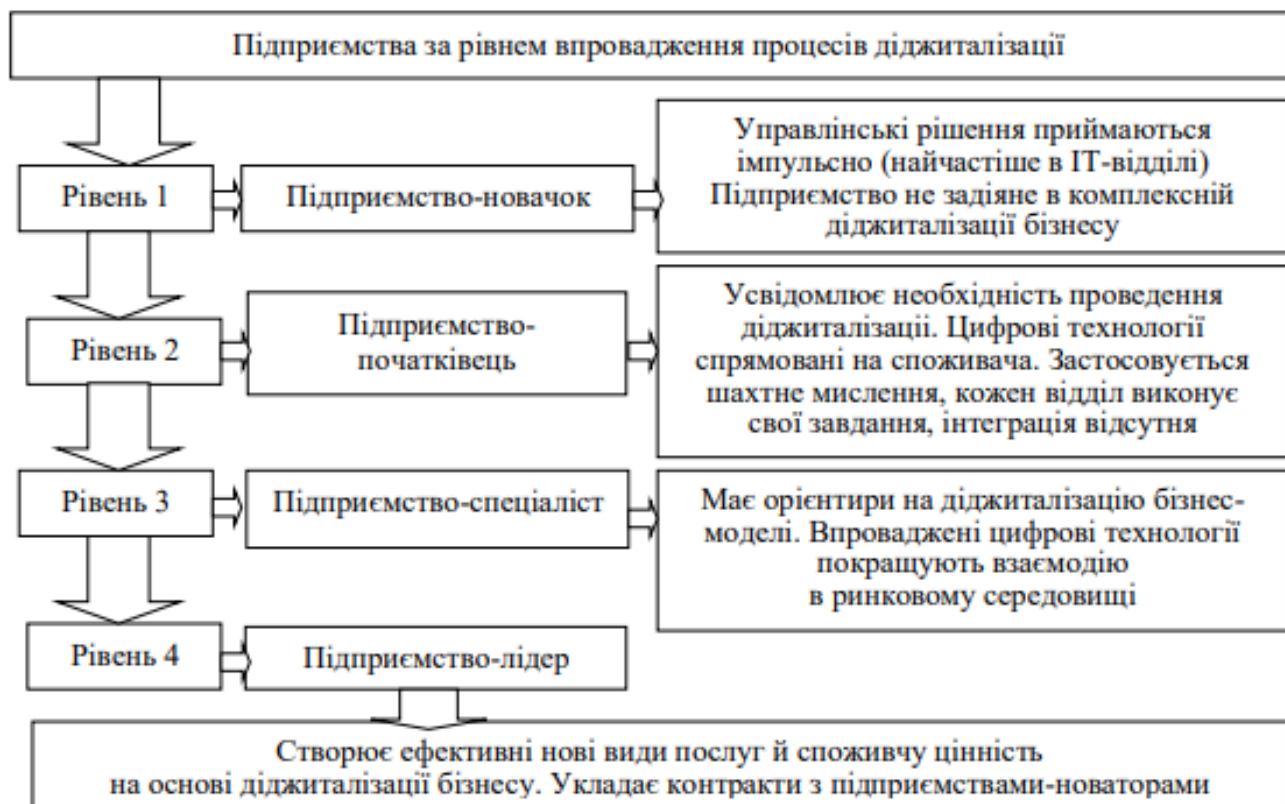 Підприємства за рівнем впровадження процесів діджиталізації
Рівень 1
Підприємство-новачок
Управлінські рішення приймаються
імпульсно (найчастіше в ІТ-відділі)
Підприємство не задіяне в комплексній
діджиталізації бізнесу
Рівень 2
Підприємство-
початківець
Усвідомлює необхідність проведення
діджиталізаціі. Цифрові технології
спрямовані на споживача. Застосовується
шахтне мислення, кожен відділ виконує
свої завдання, інтеграція відсутня
Рівень 3
Підприємство-спеціаліст
Має орієнтири на діджиталізацію бізнес-
моделі. Впроваджені цифрові технології
покращують взаємодію
в ринковому середовищі
Рівень 4
Підприємство-лідер
Створює ефективні нові види послуг й споживчу цінність
на основі діджиталізації бізнесу. Укладає контракти з підприємствами-новаторами